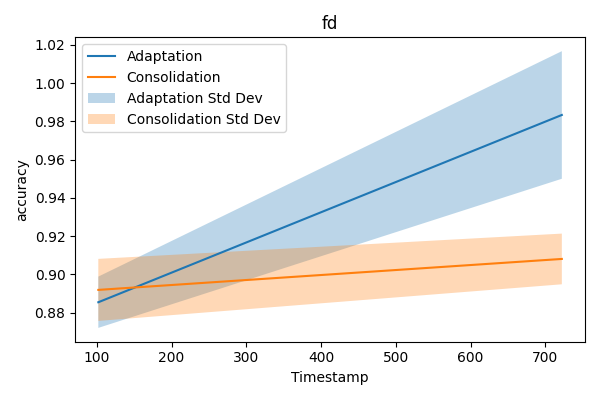 fd
1.02
1.00
0.98
0.96
0.94
0.92
0.90
0.88
accuracy
Adaptation
Consolidation
Adaptation Std Dev
Consolidation Std Dev
100
200
300
400
500
600
700
Timestamp